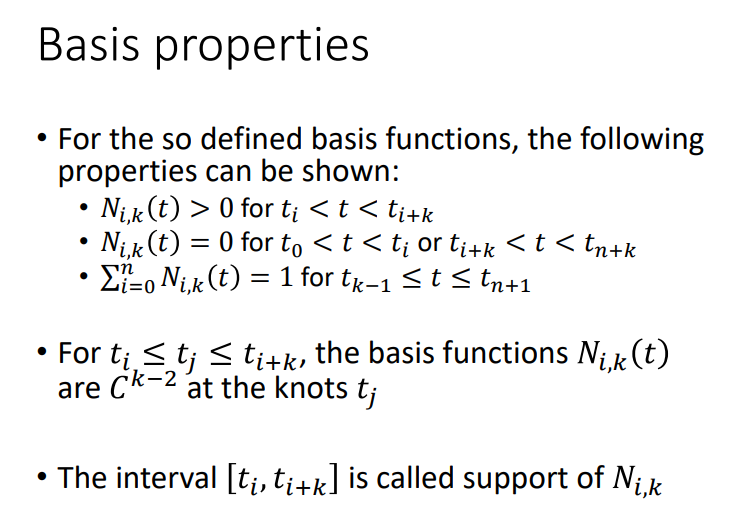 Basis properties
• For the so defined basis functions, the following
properties can be shown:
• $N_{i,k}(t) > 0$ for $t_i < t < t_{i+k}$
• $N_{i,k}(t) = 0$ for $t_0 < t < t_i$ or $t_{i+k} < t < t_{n+k}$
• $\sum_{i=0}^{n} N_{i,k}(t) = 1$ for $t_{k-1} \leq t \leq t_{n+1}$
• For $t_i \leq t_j \leq t_{i+k}$, the basis functions $N_{i,k}(t)$
are $C^{k-2}$ at the knots $t_j$
• The interval $[t_i, t_{i+k}]$ is called support of $N_{i,k}$